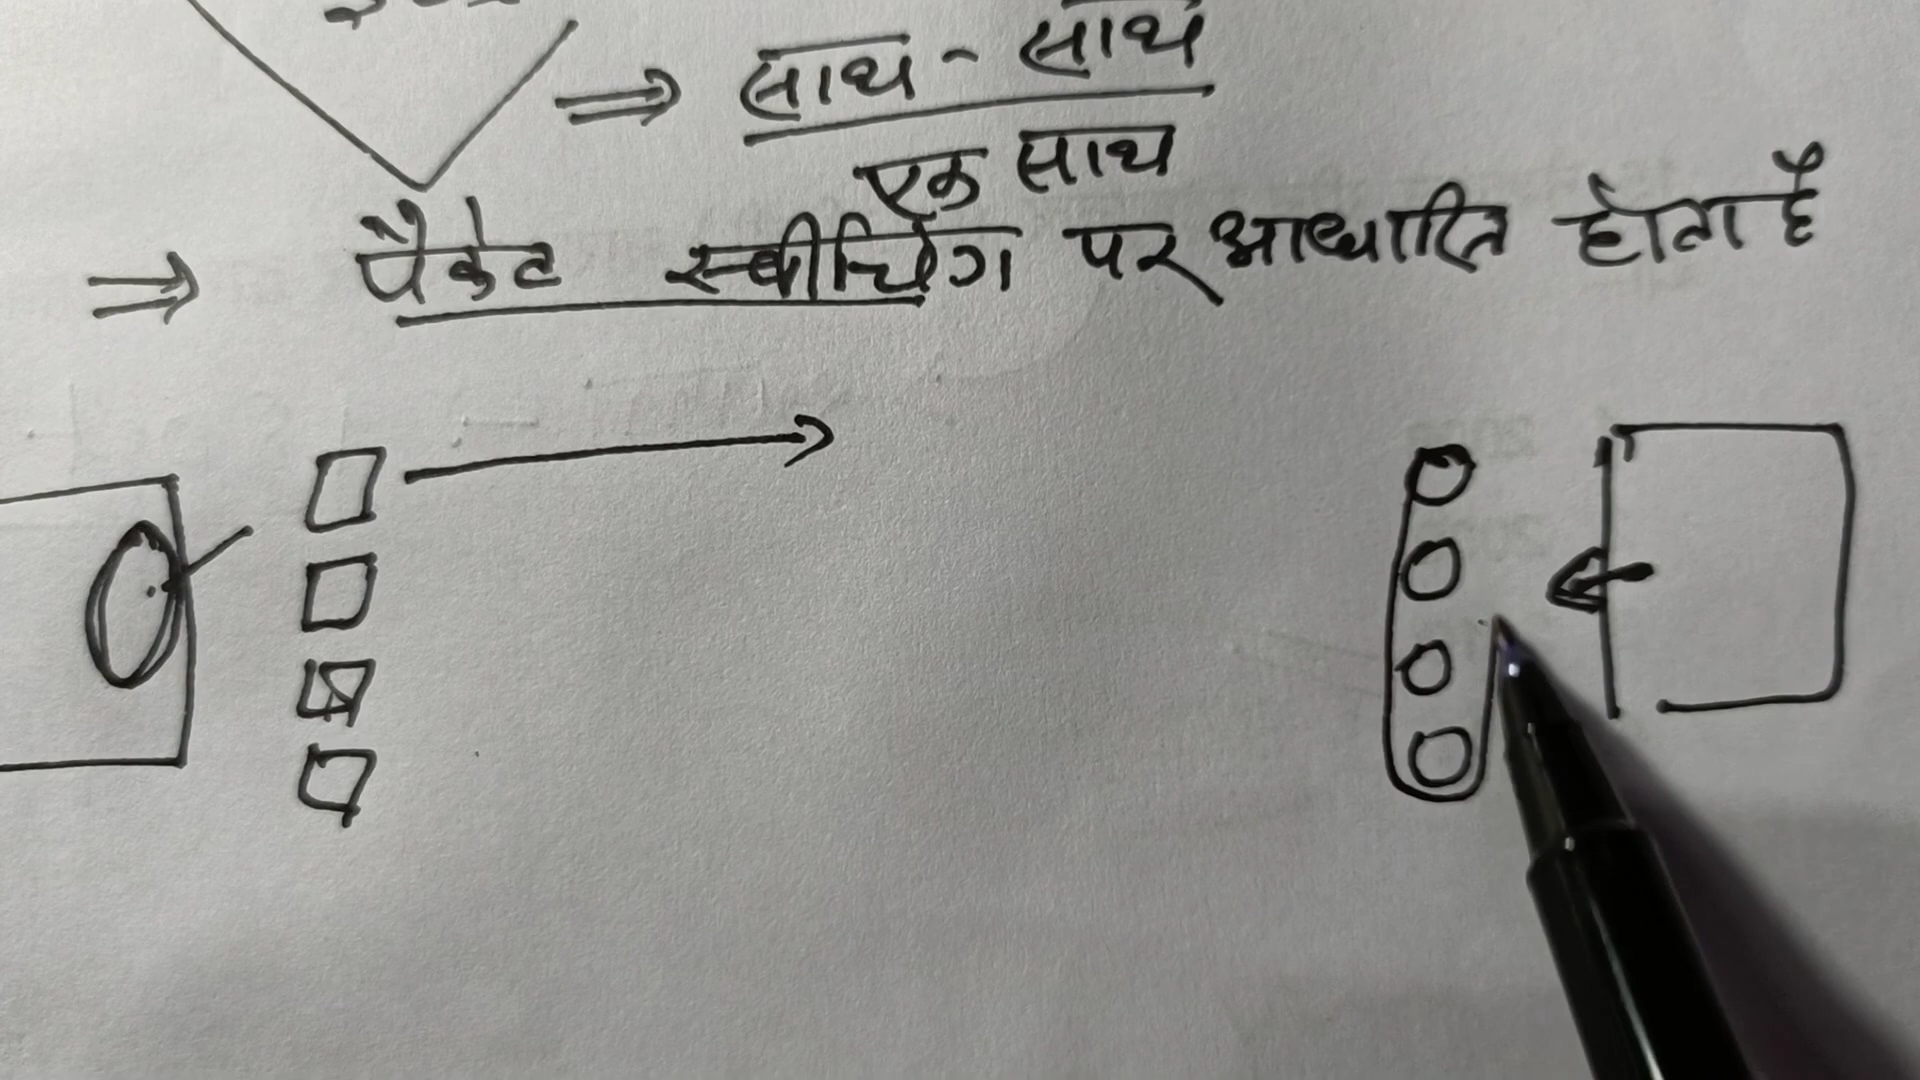 साथ - साथ
एक साथ
पैकेट स्वीचिंग पर आधारित होता है